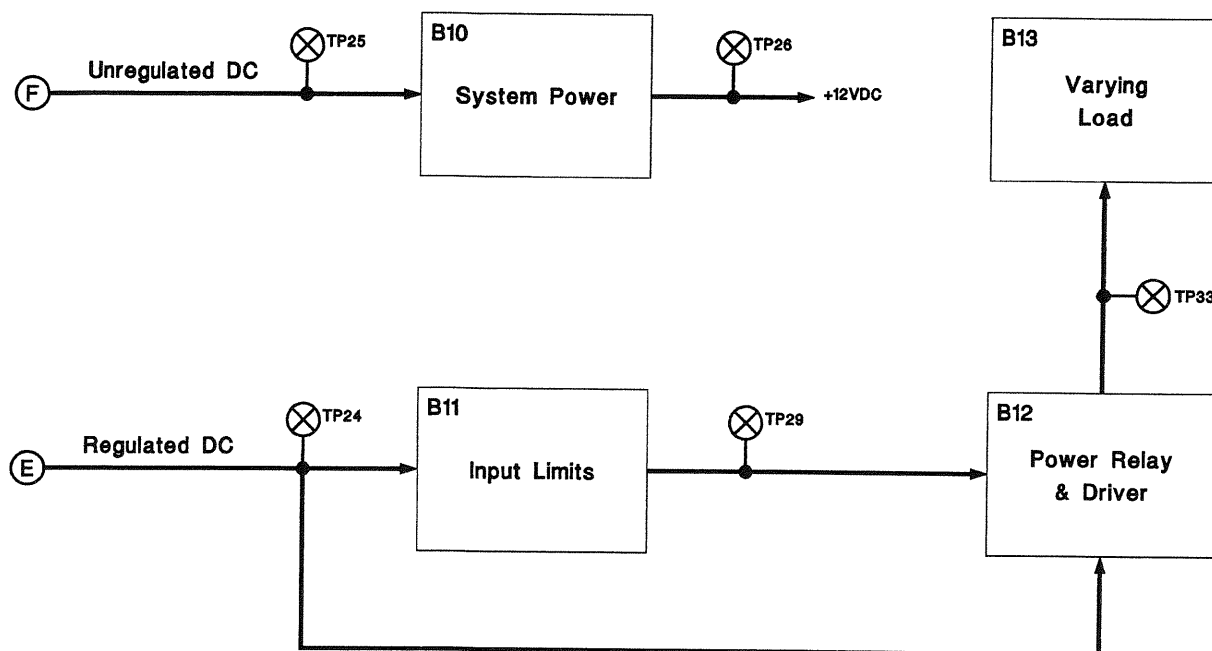 B10
TP25
TP26
B13
Unregulated DC
F
System Power
+12VDC
Varying
Load
TP33
B11
TP24
TP29
B12
Regulated DC
E
Input Limits
Power Relay
& Driver